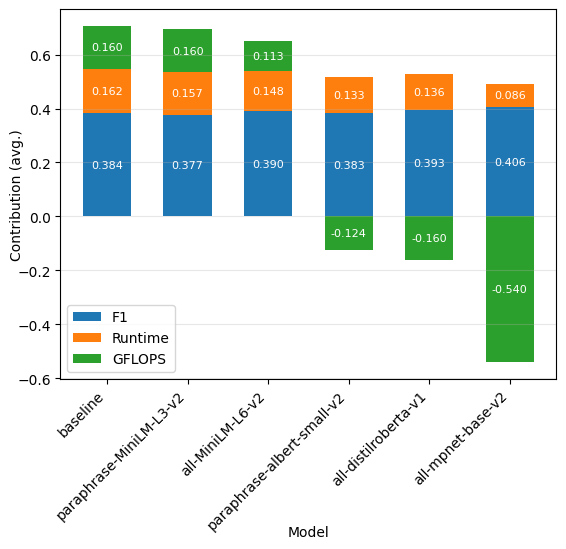 0.6
0.4
0.2
0.0
−0.2
−0.4
−0.6
Contribution (avg.)
0.160
0.160
0.113
0.162
0.157
0.148
0.133
0.136
0.086
0.384
0.377
0.390
0.383
0.393
0.406
-0.124
-0.160
-0.540
F1
Runtime
GFLOPS
baseline
paraphrase-MiniLM-L3-v2
all-MiniLM-L6-v2
paraphrase-albert-small-v2
all-distilroberta-v1
all-mpnet-base-v2
Model